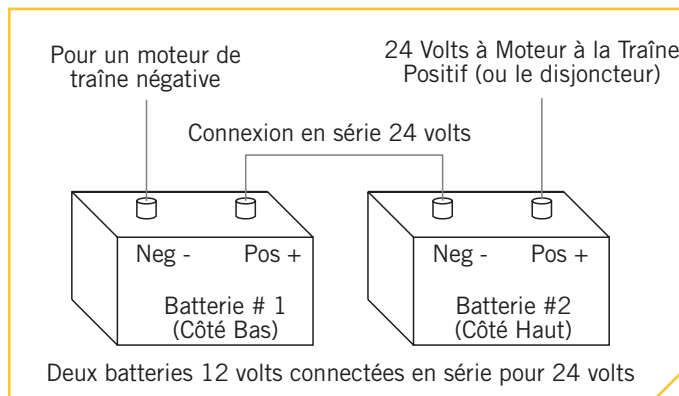 Pour un moteur de
traîne négative
24 Volts à Moteur à la Traîne
Positif (ou le disjoncteur)
Connexion en série 24 volts
Neg - Pos +
Batterie # 1
(Côté Bas)
Neg - Pos +
Batterie #2
(Côté Haut)
Deux batteries 12 volts connectées en série pour 24 volts